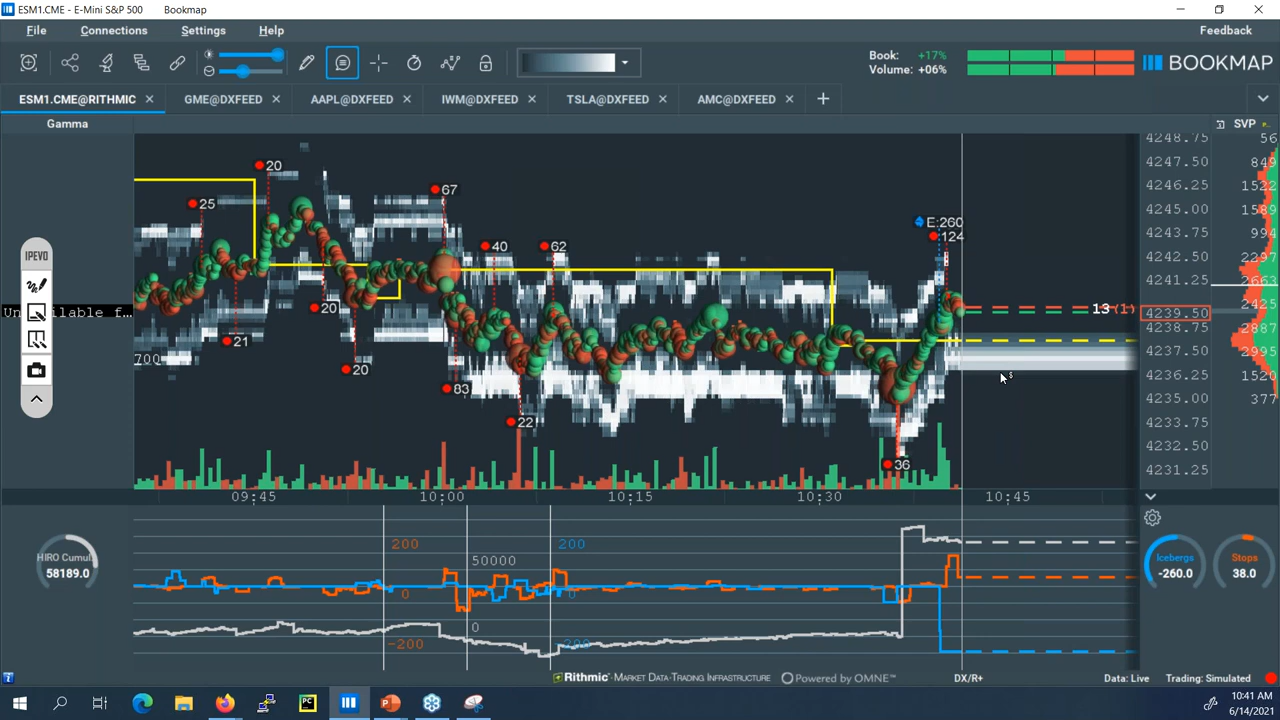 ESM1.CME - E-Mini S&P 500 | Bookmap
File Connections Settings Help Feedback
Book: +17%
Volume: +06%
BOOKMAP
ESM1.CME@RITHMIC GME@DXFEED AAPL@DXFEED IWM@DXFEED TSLA@DXFEED AMC@DXFEED
Gamma
SVP
4248.75 56
4247.50 849
4246.25 1522
4245.00 1589
4243.75 994
4242.50 2297
4241.25 2663
2425
4239.50
4238.75 2887
4237.50 2995
4236.25 1520
4235.00 377
4233.75
4232.50
4231.25
20
25
67
40
62
E:260
124
13 (1)
IPEVO
20
21
700
20
83
22
36
09:45 10:00 10:15 10:30 10:45
HIRO Cumul
58189.0
200
0
-200
50000
0
200
-200
Icebergs
-260.0
Stops
38.0
Rithmic - MARKET DATA-TRADING INFRASTRUCTURE
Powered by OMNE™
DX/R+
Data: Live
Trading: Simulated
10:41 AM
6/14/2021